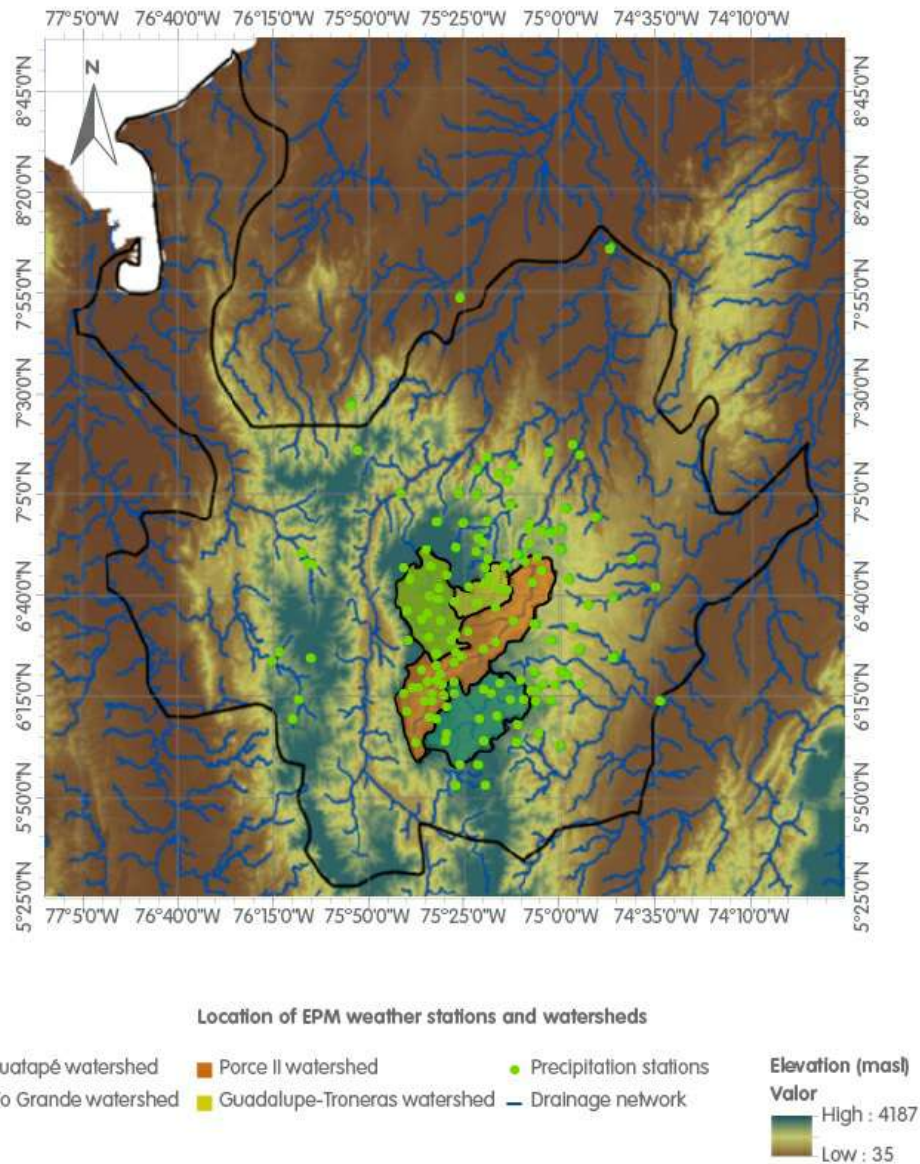 77°5'0"W 76°40'0"W 76°15'0"W 75°50'0"W 75°25'0"W 75°0'0"W 74°35'0"W 74°10'0"W
N
8°45'0"N 8°45'0"N
8°20'0"N 8°20'0"N
7°55'0"N 7°55'0"N
7°30'0"N 7°30'0"N
7°5'0"N 7°5'0"N
6°40'0"N 6°40'0"N
6°15'0"N 6°15'0"N
5°50'0"N 5°50'0"N
5°25'0"N 5°25'0"N
77°5'0"W 76°40'0"W 76°15'0"W 75°50'0"W 75°25'0"W 75°0'0"W 74°35'0"W 74°10'0"W
Location of EPM weather stations and watersheds
uatapé watershed Porce II watershed Precipitation stations Elevation (masl)
o Grande watershed Guadalupe-Troneras watershed Drainage network Valor
High : 4187
Low : 35